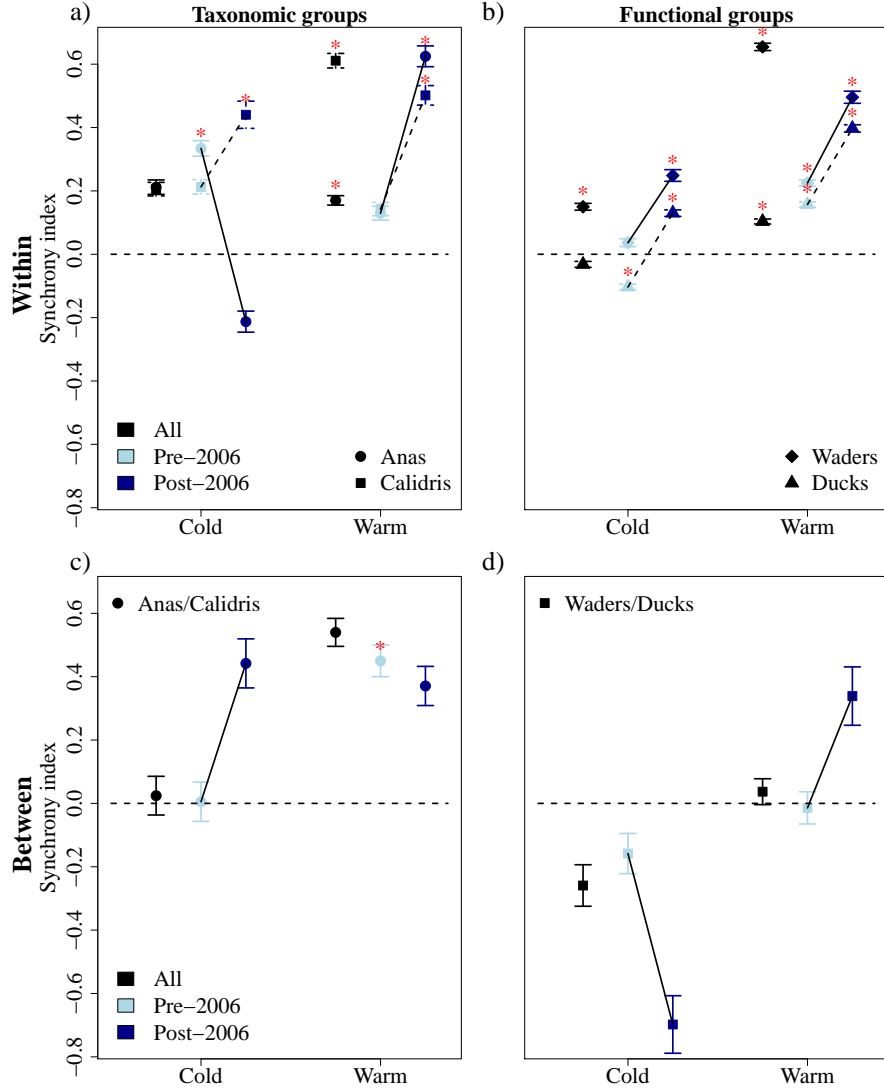 a)
Taxonomic groups
Within
Synchrony index
0.6
0.4
0.2
0.0
−0.2
−0.4
−0.6
−0.8
*
*
*
*
*
*
All
Pre−2006
Post−2006
Anas
Calidris
Cold
Warm
b)
Functional groups
*
*
*
*
*
*
*
*
*
*
Waders
Ducks
Cold
Warm
c)
Between
Synchrony index
0.6
0.4
0.2
0.0
−0.2
−0.4
−0.6
−0.8
Anas/Calidris
*
All
Pre−2006
Post−2006
Cold
Warm
d)
Waders/Ducks
Cold
Warm